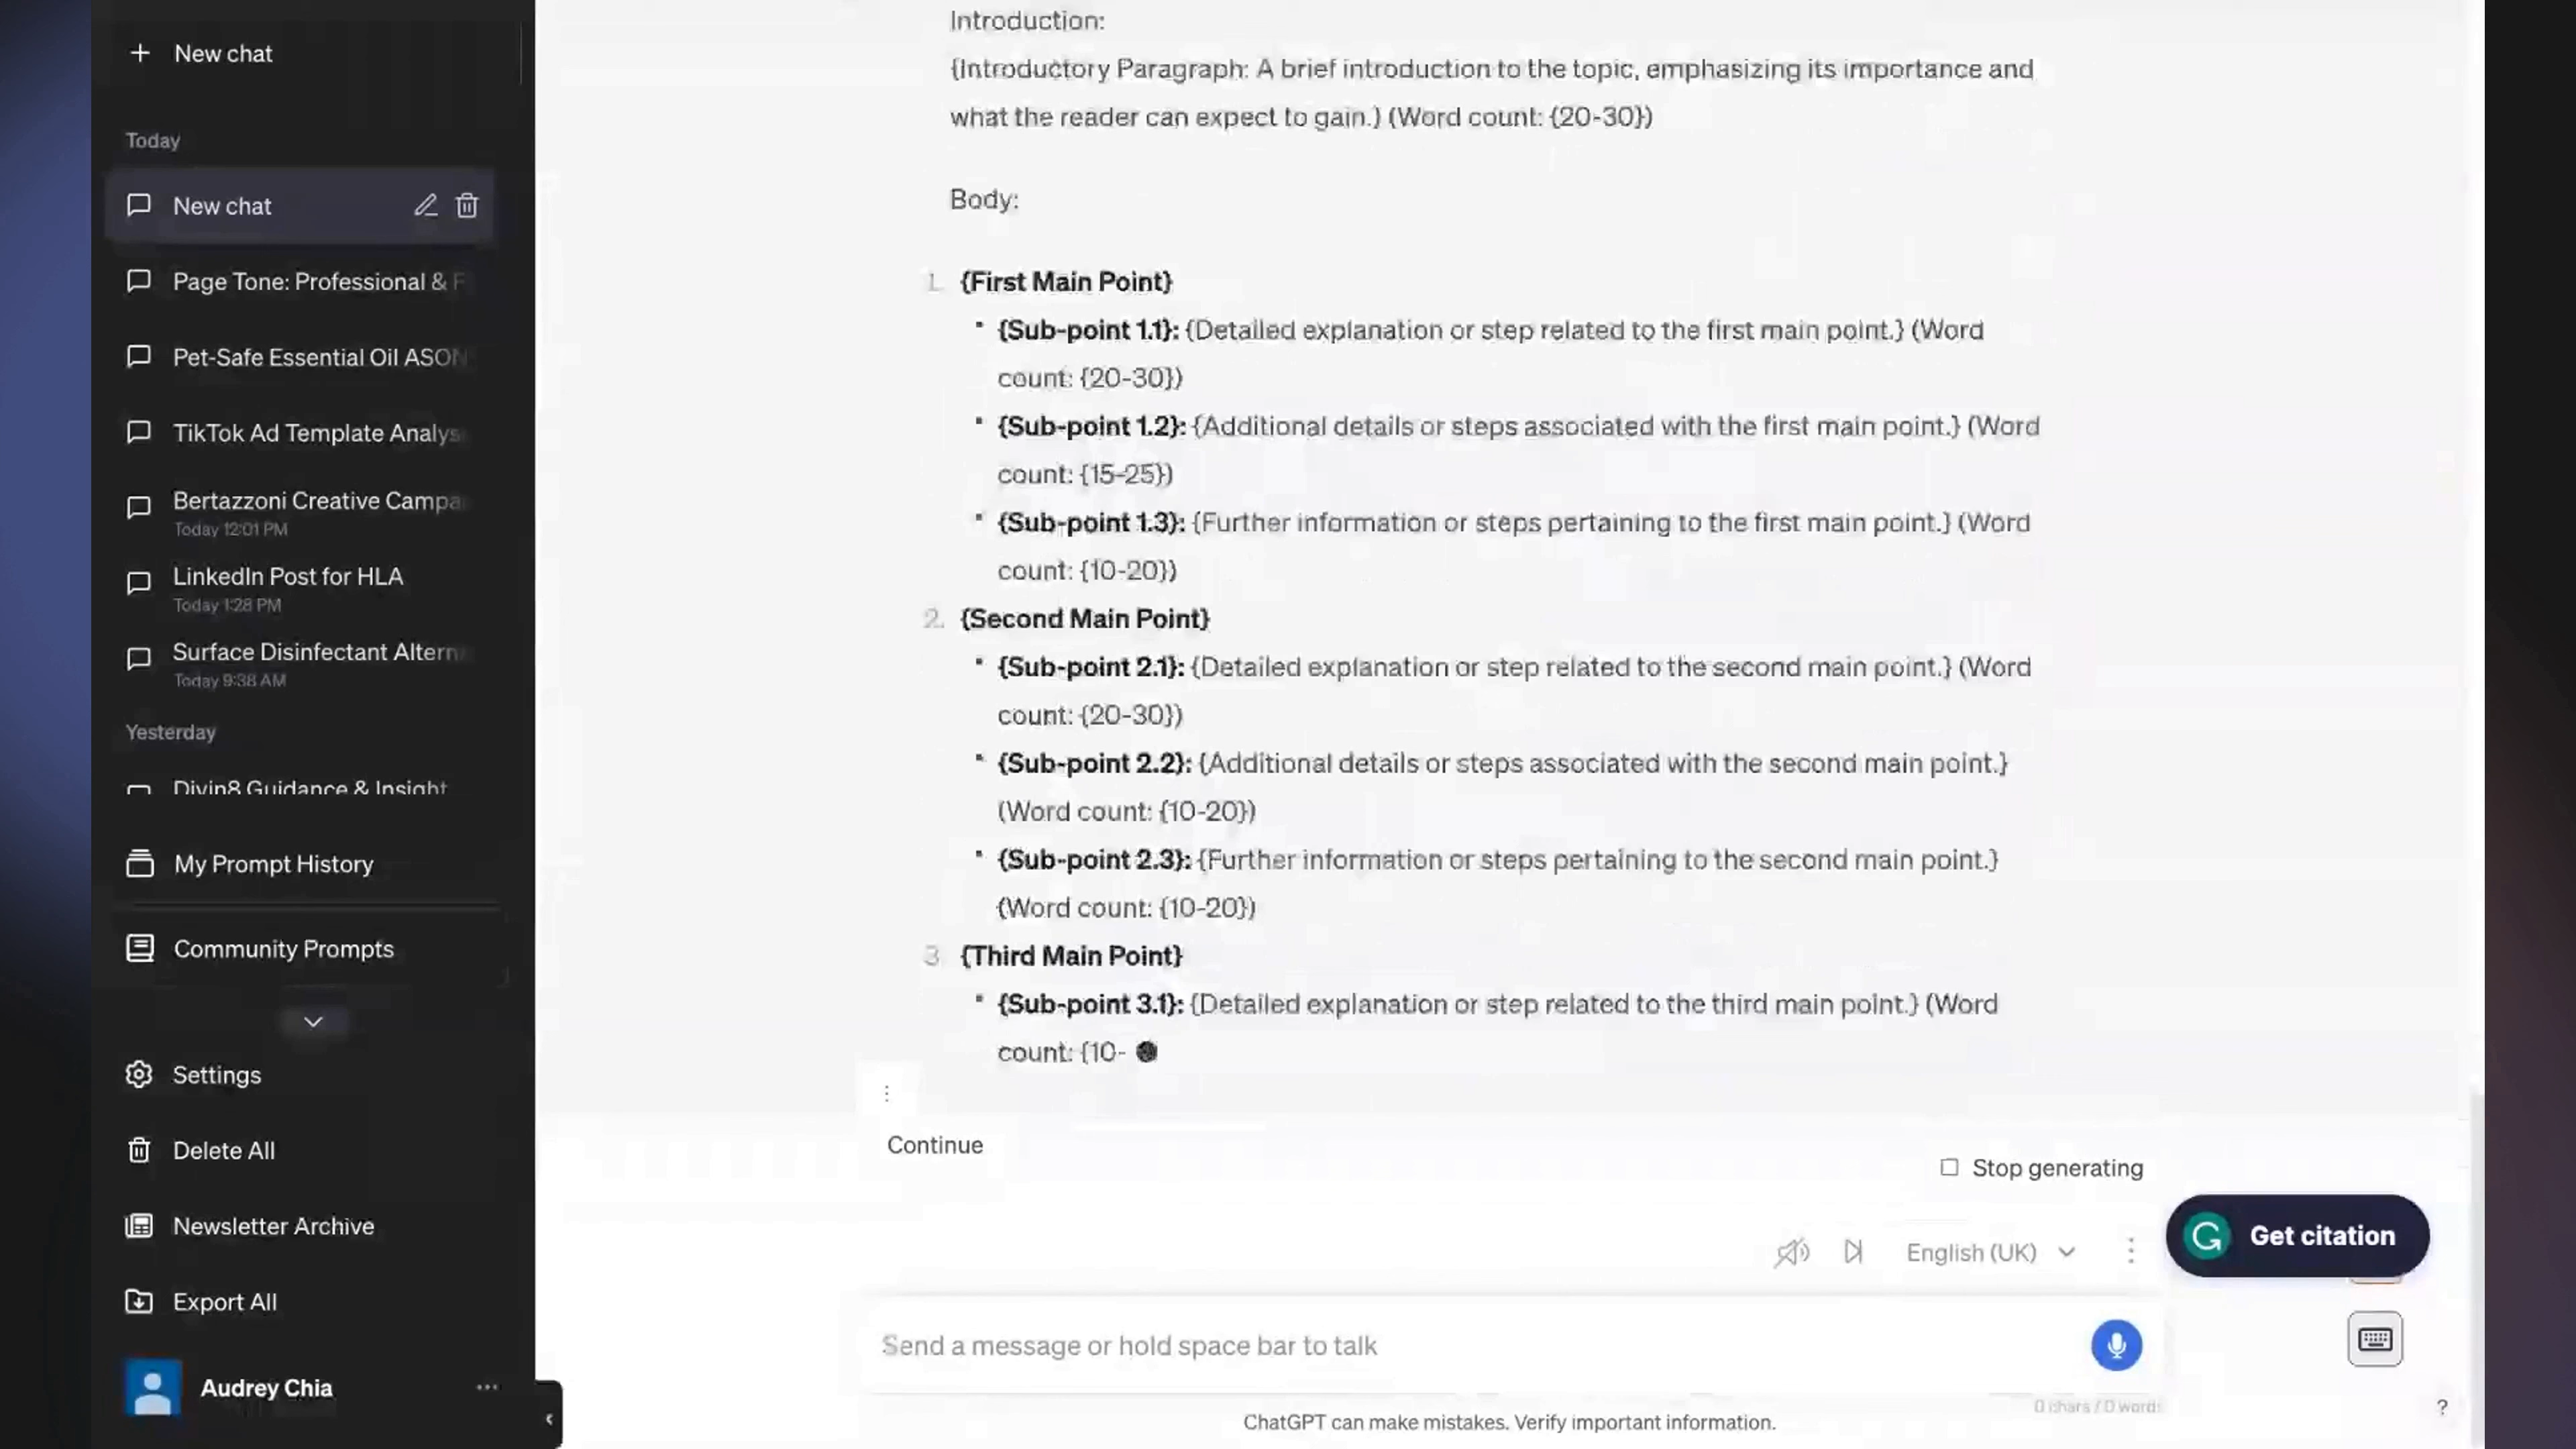 New chat
Today
New chat
Page Tone: Professional & F
Pet-Safe Essential Oil ASON
TikTok Ad Template Analys
Bertazzoni Creative Campa
Today 12:01 PM
LinkedIn Post for HLA
Today 1:28 PM
Surface Disinfectant Altern
Today 9:38 AM
Yesterday
Divin8 Guidance & Insight
My Prompt History
Community Prompts
Settings
Delete All
Newsletter Archive
Export All
Audrey Chia
Introduction:
{Introductory Paragraph: A brief introduction to the topic, emphasizing its importance and
what the reader can expect to gain.} (Word count: {20-30})
Body:
1. {First Main Point}
{Sub-point 1.1}: {Detailed explanation or step related to the first main point.} (Word
count: {20-30})
{Sub-point 1.2}: {Additional details or steps associated with the first main point.} (Word
count: {15-25})
{Sub-point 1.3}: {Further information or steps pertaining to the first main point.} (Word
count: {10-20})
2. {Second Main Point}
{Sub-point 2.1}: {Detailed explanation or step related to the second main point.} (Word
count: {20-30})
{Sub-point 2.2}: {Additional details or steps associated with the second main point.}
(Word count: {10-20})
{Sub-point 2.3}: {Further information or steps pertaining to the second main point.}
(Word count: {10-20})
3 {Third Main Point}
{Sub-point 3.1}: {Detailed explanation or step related to the third main point.} (Word
count: {10-
Continue
Stop generating
English (UK)
Get citation
Send a message or hold space bar to talk
0 chars / 0 words
ChatGPT can make mistakes. Verify important information.
?